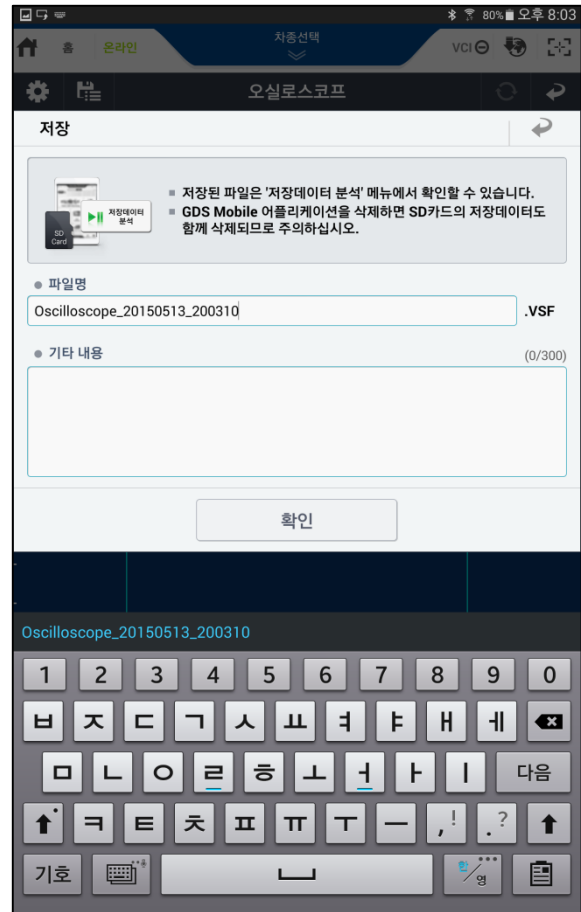 80% 오후 8:03
홈 온라인 차종선택 VCI
오실로스코프
저장
저장된 파일은 '저장데이터 분석' 메뉴에서 확인할 수 있습니다.
GDS Mobile 어플리케이션을 삭제하면 SD카드의 저장데이터도
함께 삭제되므로 주의하십시오.
저장데이터
분석
SD
Card
파일명
Oscilloscope_20150513_200310 .VSF
기타 내용 (0/300)
확인
Oscilloscope_20150513_200310
1 2 3 4 5 6 7 8 9 0
ㅂ ㅈ ㄷ ㄱ ㅅ ㅛ ㅕ ㅑ ㅐ ㅔ
ㅁ ㄴ ㅇ ㄹ ㅎ ㅗ ㅓ ㅏ ㅣ 다음
ㅋ ㅌ ㅊ ㅍ ㅠ ㅜ ㅡ , ! . ?
기호 한/영